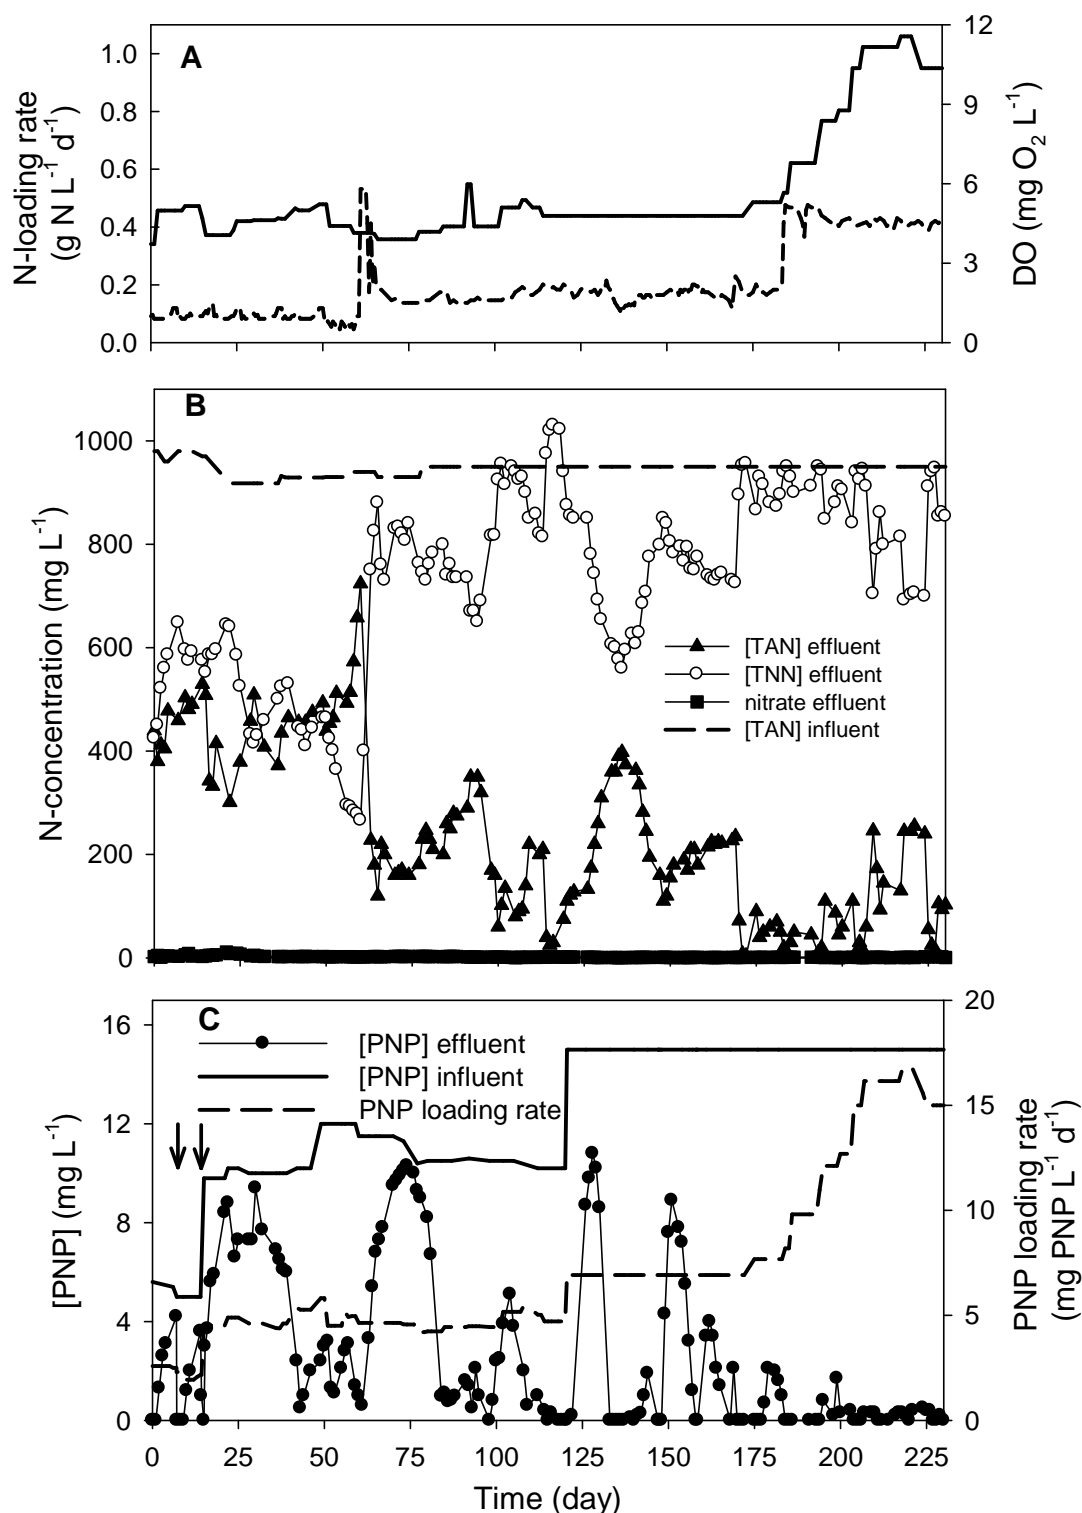 A
N-loading rate
(g N L-1 d-1)
1.0
0.8
0.6
0.4
0.2
0.0
12
9
6
3
0
DO (mg O2 L-1)
B
N-concentration (mg L-1)
1000
800
600
400
200
0
[TAN] effluent
[TNN] effluent
nitrate effluent
[TAN] influent
C
[PNP] effluent
[PNP] influent
PNP loading rate
[PNP] (mg L-1)
16
12
8
4
0
20
15
10
5
0
PNP loading rate
(mg PNP L-1 d-1)
0 25 50 75 100 125 150 175 200 225
Time (day)